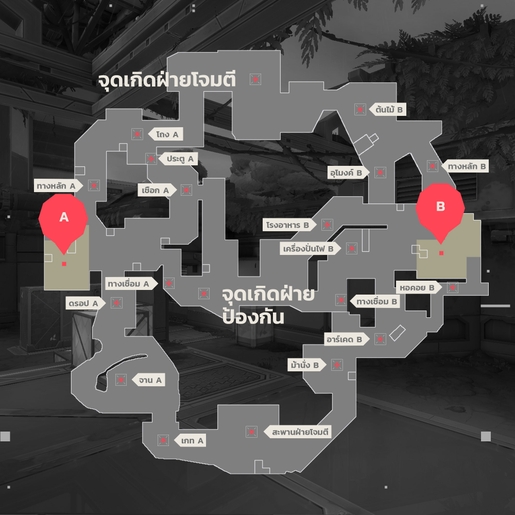 จุดเกิดฝ่ายโจมตี
ต้นไม้ B
โถง A
ประตู A
ทางหลัก B
อุโมงค์ B
ทางหลัก A
เชือก A
A
B
โรงอาหาร B
เครื่องปั่นไฟ B
ทางเชื่อม A
หอคอย B
จุดเกิดฝ่าย
ป้องกัน
ดรอป A
ทางเชื่อม B
อาร์เคด B
ม้านั่ง B
จาน A
สะพานฝ่ายโจมตี
เกท A